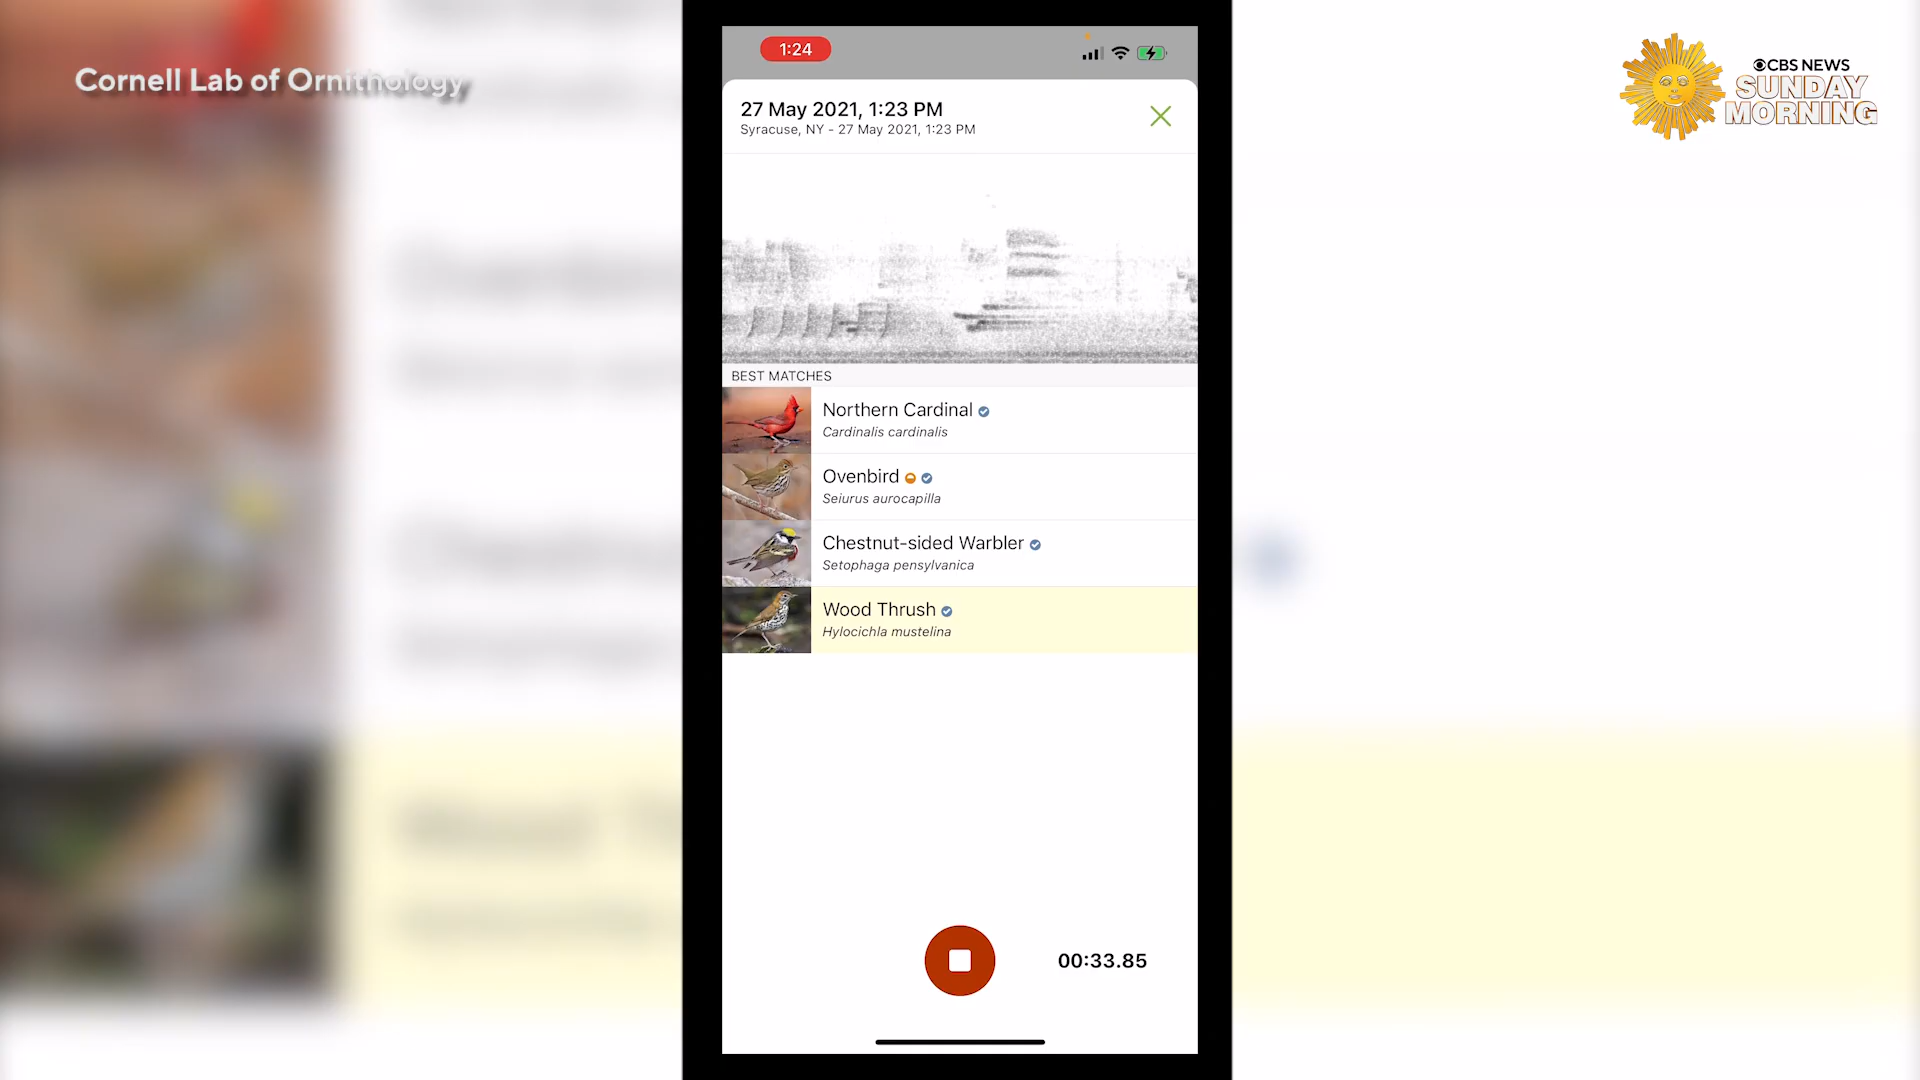 Cornell Lab of Ornithology
CBS NEWS
SUNDAY
MORNING
1:24
27 May 2021, 1:23 PM
Syracuse, NY - 27 May 2021, 1:23 PM
BEST MATCHES
Northern Cardinal
Cardinalis cardinalis
Ovenbird
Seiurus aurocapilla
Chestnut-sided Warbler
Setophaga pensylvanica
Wood Thrush
Hylocichla mustelina
00:33.85